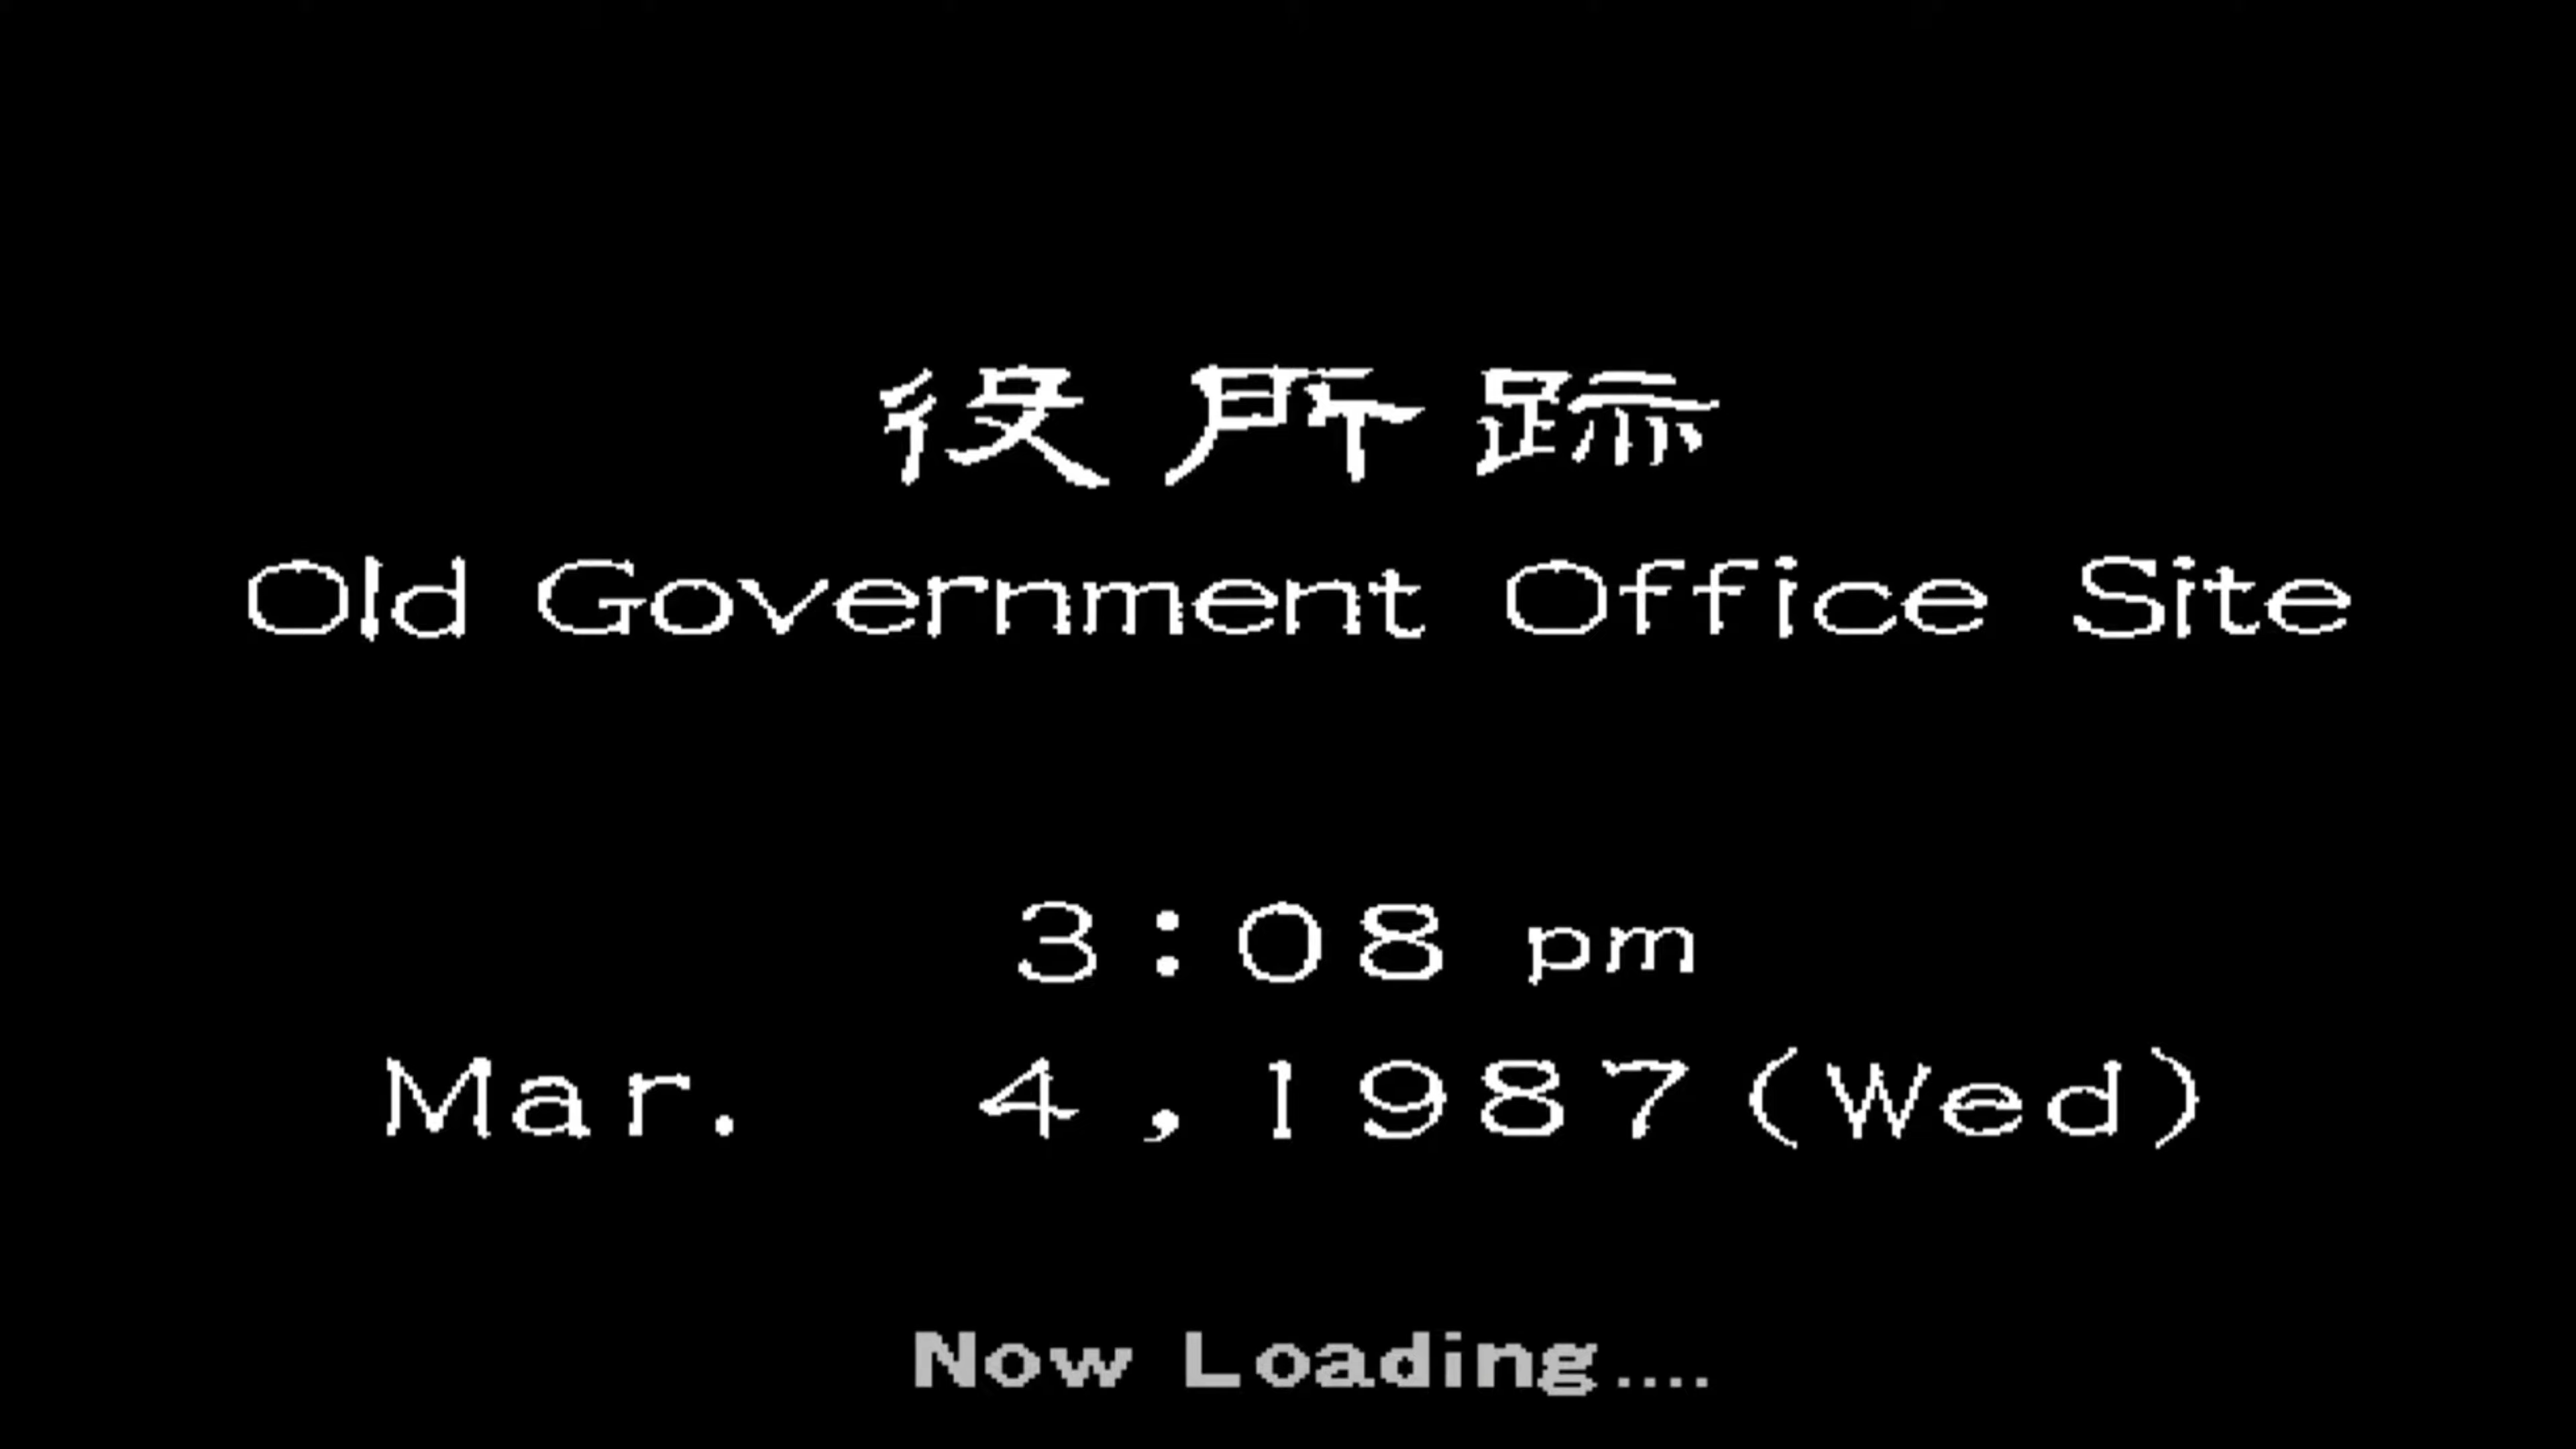 役所跡
Old Government Office Site
3:08 pm
Mar. 4,1987(Wed)
Now Loading....